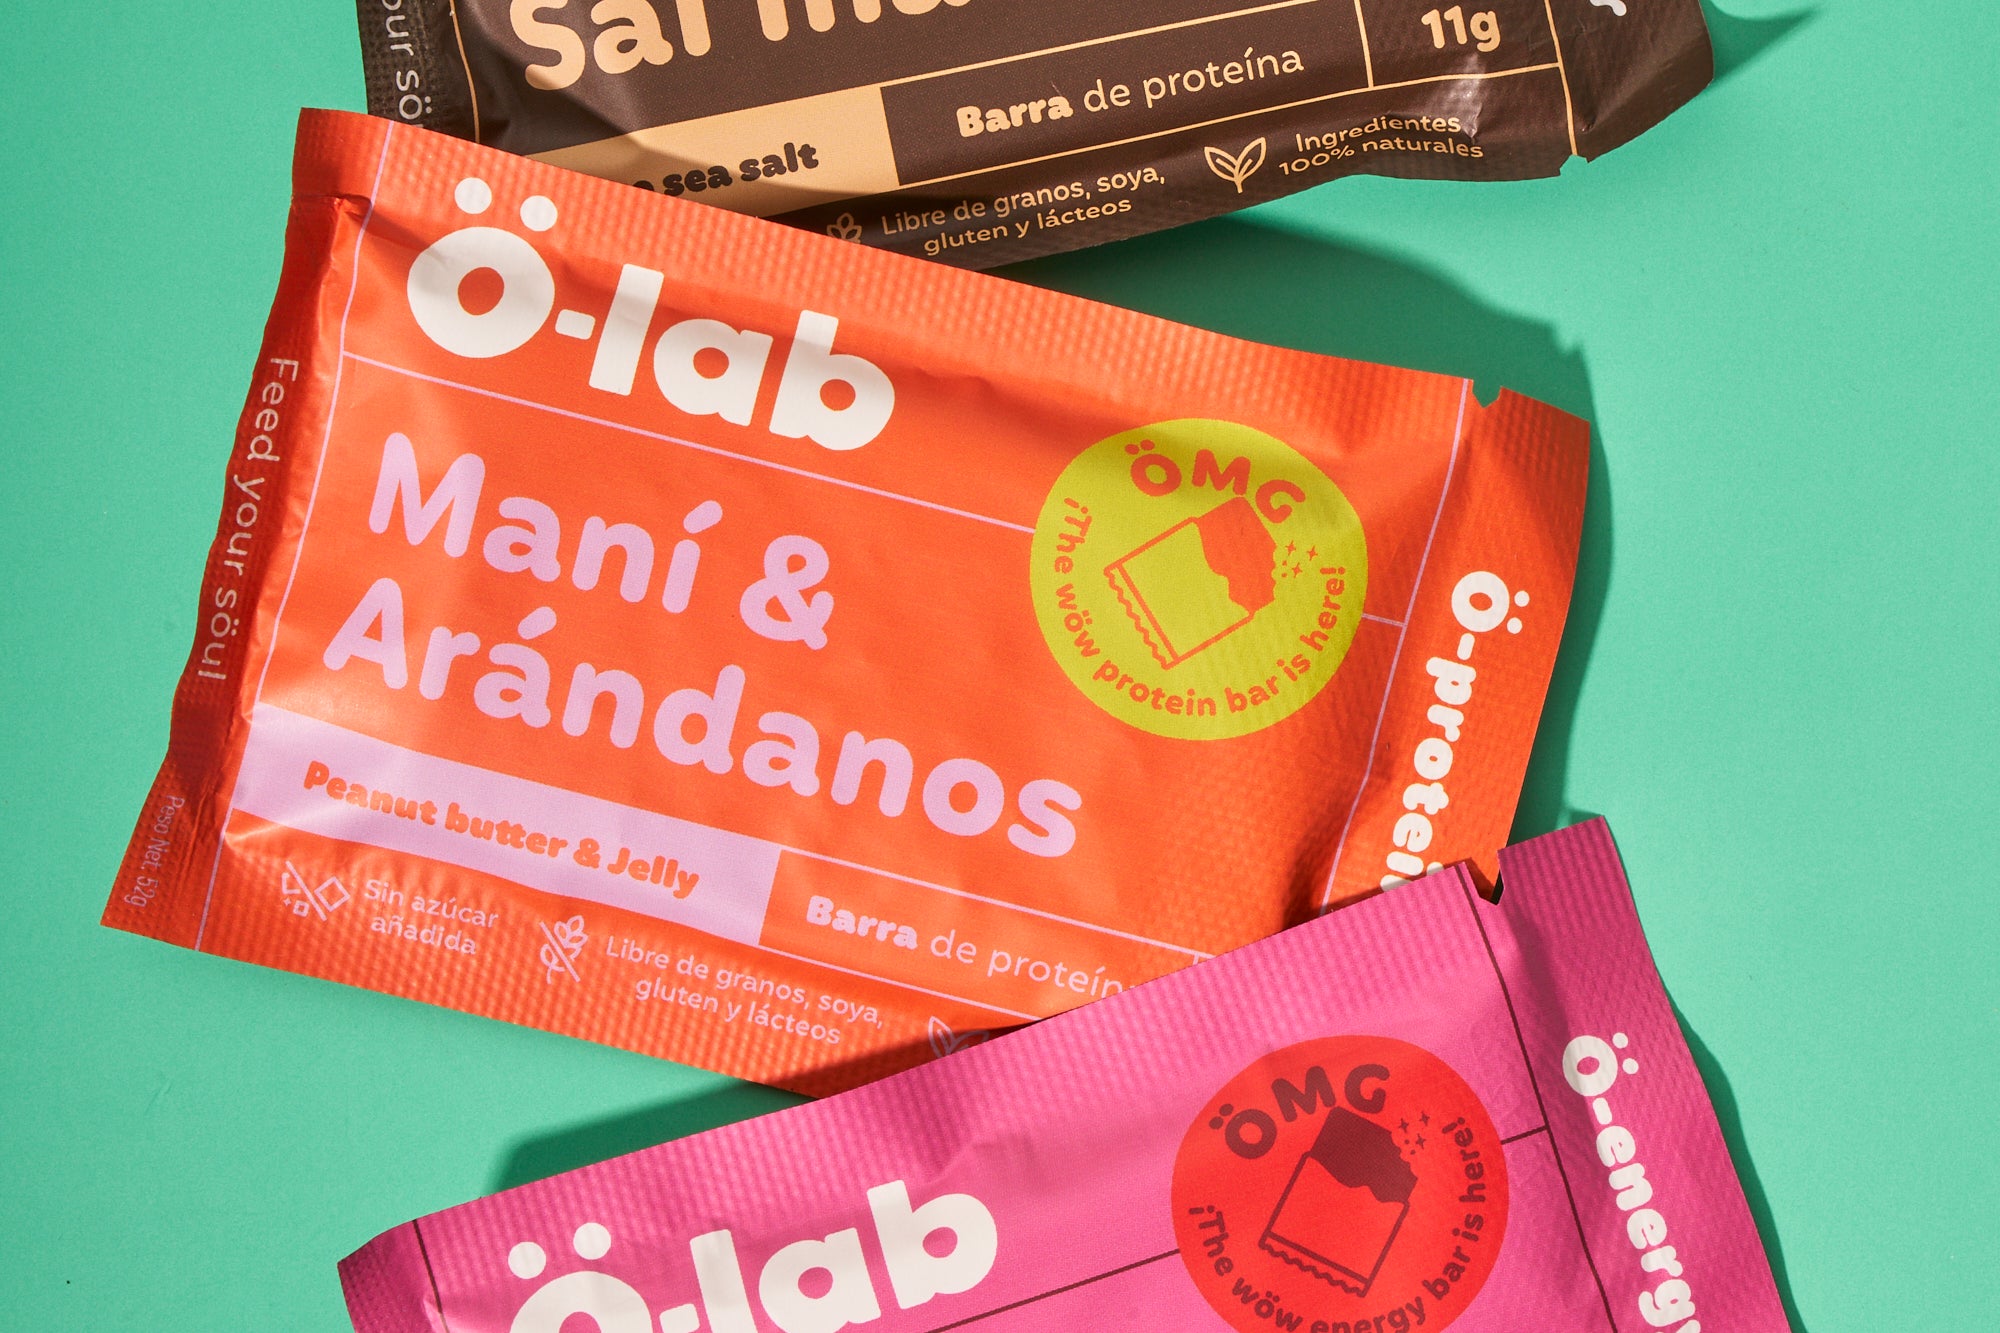 our sö
Sal
11g
sea salt
Barra de proteína
Libre de granos, soya,
gluten y lácteos
Ingredientes
100% naturales
Feed your söul
Peso Net. 52g
Ö-lab
Maní &
Arándanos
Peanut butter & Jelly
Barra de proteín
Sin azúcar
añadida
Libre de granos, soya,
gluten y lácteos
ÖMG
¡The wöw protein bar is here!
Ö-protei
Ö-lab
ÖMG
¡The wöw energy bar is here!
Ö-energy